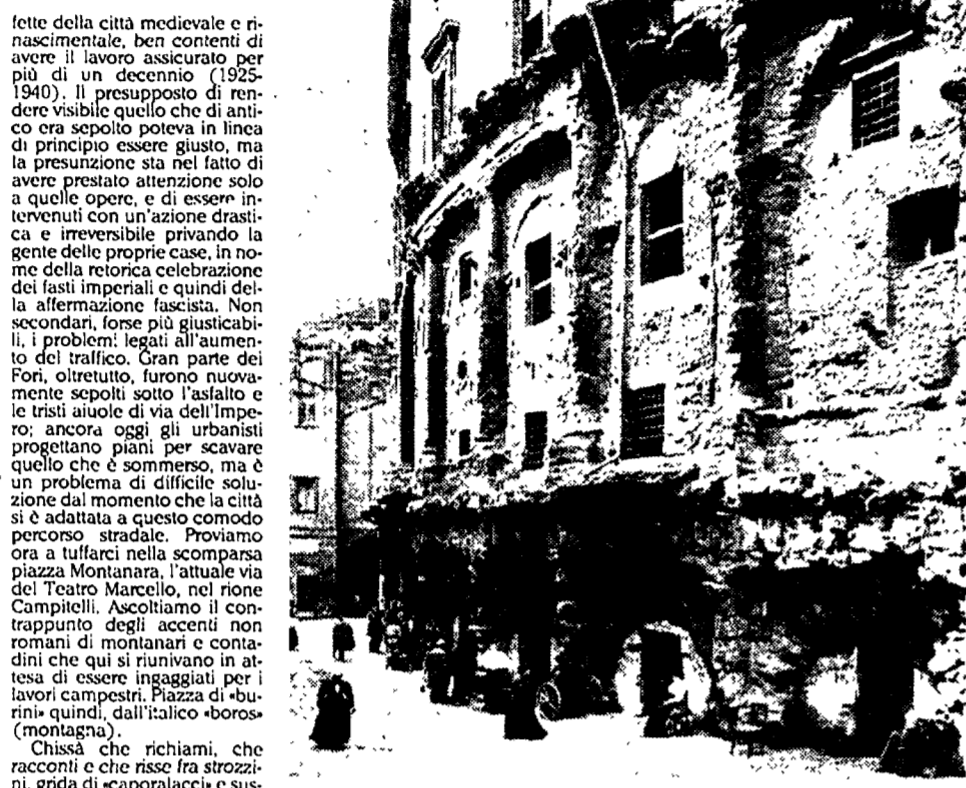 fette della città medievale e ri-
nascimentale, ben contenti di
avere il lavoro assicurato per
più di un decennio (1925-
1940). Il presupposto di ren-
dere visibile quello che di anti-
co era sepolto poteva in linea
di principio essere giusto, ma
la presunzione sta nel fatto di
avere prestato attenzione solo
a quelle opere, e di essere in-
tervenuti con un'azione drasti-
ca e irreversibile privando la
gente delle proprie case, in no-
me della retorica celebrazione
dei fasti imperiali e quindi del-
la affermazione fascista. Non
secondari, forse più giusticabi-
li, i problemi legati all'aumen-
to del traffico. Gran parte dei
Fori, oltretutto, furono nuova-
mente sepolti sotto l'asfalto e
le tristi aiuole di via dell'Impe-
ro; ancora oggi gli urbanisti
progettano piani per scavare
quello che è sommerso, ma è
un problema di difficile solu-
zione dal momento che la città
si è adattata a questo comodo
percorso stradale. Proviamo
ora a tuffarci nella scomparsa
piazza Montanara, l'attuale via
del Teatro Marcello, nel rione
Campitelli. Ascoltiamo il con-
trappunto degli accenti non
romani di montanari e conta-
dini che qui si riunivano in at-
tesa di essere ingaggiati per i
lavori campestri. Piazza di «bu-
rini» quindi, dall'italico «boros»
(montagna).
Chissà che richiami, che
racconti e che risse fra strozzi-
ni, grida di «caporalacci» e sus-